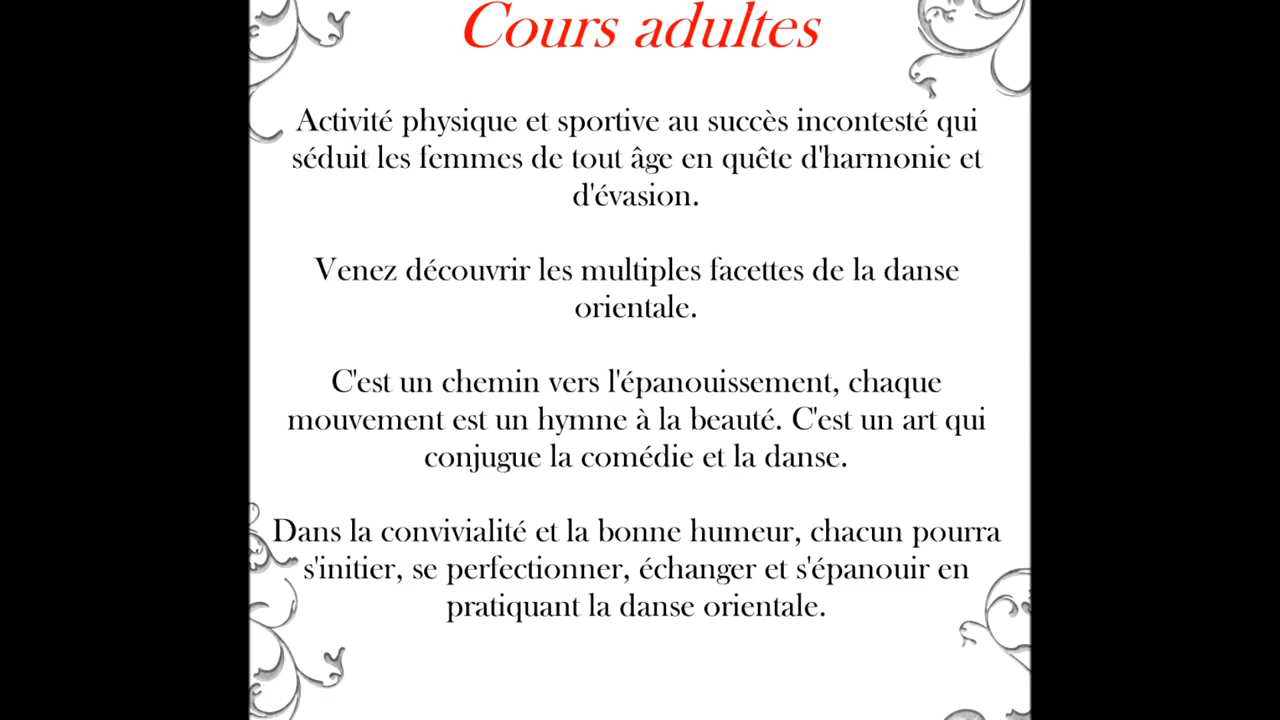 Cours adultes
Activité physique et sportive au succès incontesté qui
séduit les femmes de tout âge en quête d'harmonie et
d'évasion.
Venez découvrir les multiples facettes de la danse
orientale.
C'est un chemin vers l'épanouissement, chaque
mouvement est un hymne à la beauté. C'est un art qui
conjugue la comédie et la danse.
Dans la convivialité et la bonne humeur, chacun pourra
s'initier, se perfectionner, échanger et s'épanouir en
pratiquant la danse orientale.